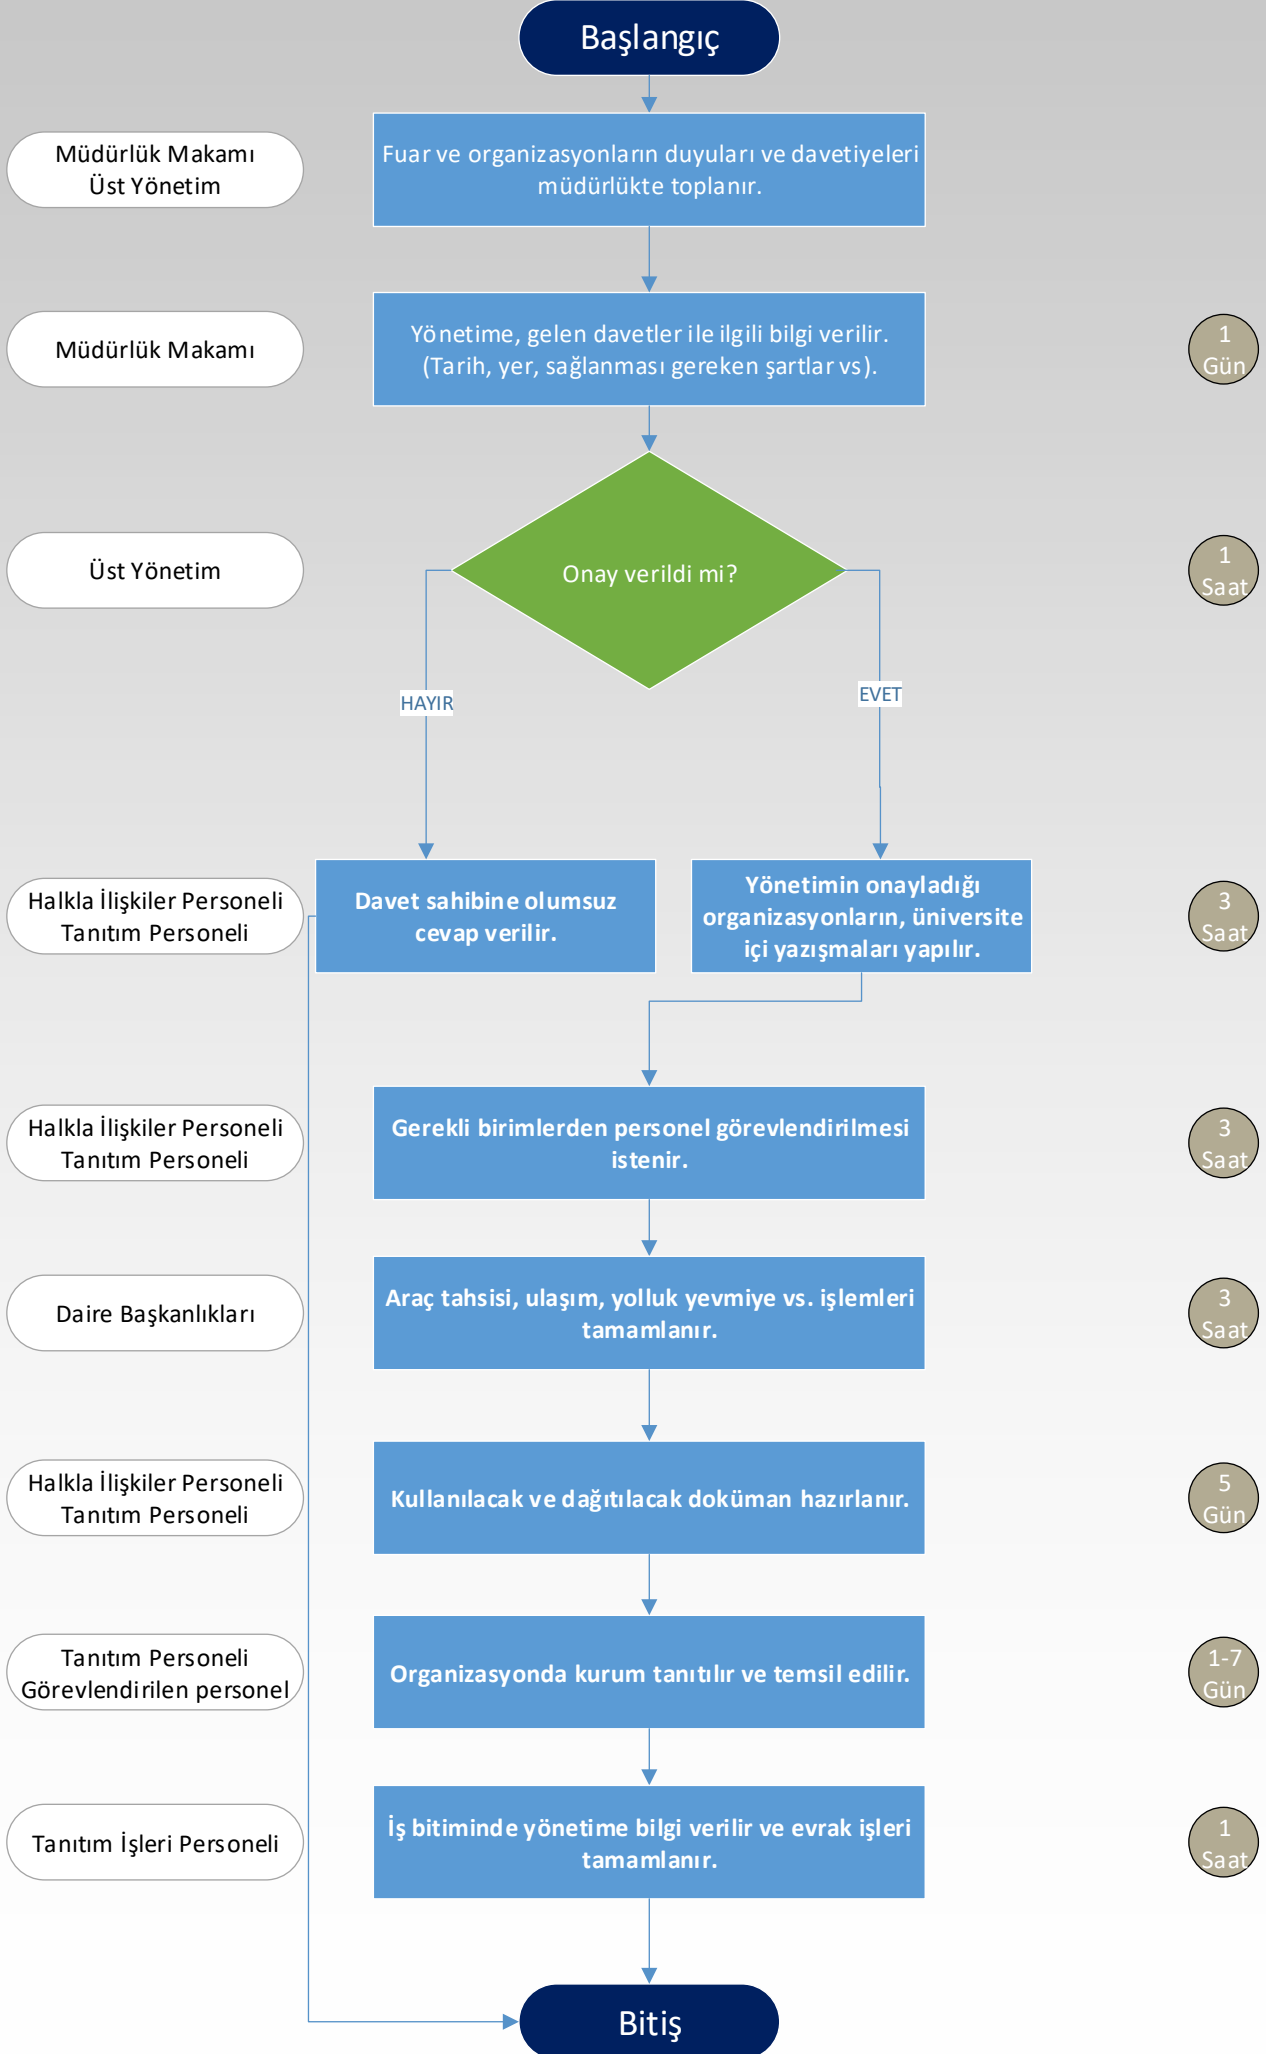 Başlangıç
Müdürlük Makamı
Üst Yönetim
Fuar ve organizasyonların duyuları ve davetiyeleri
müdürlükte toplanır.
Müdürlük Makamı
Yönetime, gelen davetler ile ilgili bilgi verilir.
(Tarih, yer, sağlanması gereken şartlar vs).
1
Gün
Üst Yönetim
Onay verildi mi?
1
Saat
HAYIR
EVET
Halkla İlişkiler Personeli
Tanıtım Personeli
Davet sahibine olumsuz
cevap verilir.
Yönetimin onayladığı
organizasyonların, üniversite
içi yazışmaları yapılır.
3
Saat
Halkla İlişkiler Personeli
Tanıtım Personeli
Gerekli birimlerden personel görevlendirilmesi
istenir.
3
Saat
Daire Başkanlıkları
Araç tahsisi, ulaşım, yolluk yevmiye vs. işlemleri
tamamlanır.
3
Saat
Halkla İlişkiler Personeli
Tanıtım Personeli
Kullanılacak ve dağıtılacak doküman hazırlanır.
5
Gün
Tanıtım Personeli
Görevlendirilen personel
Organizasyonda kurum tanıtılır ve temsil edilir.
1-7
Gün
Tanıtım İşleri Personeli
İş bitiminde yönetime bilgi verilir ve evrak işleri
tamamlanır.
1
Saat
Bitiş